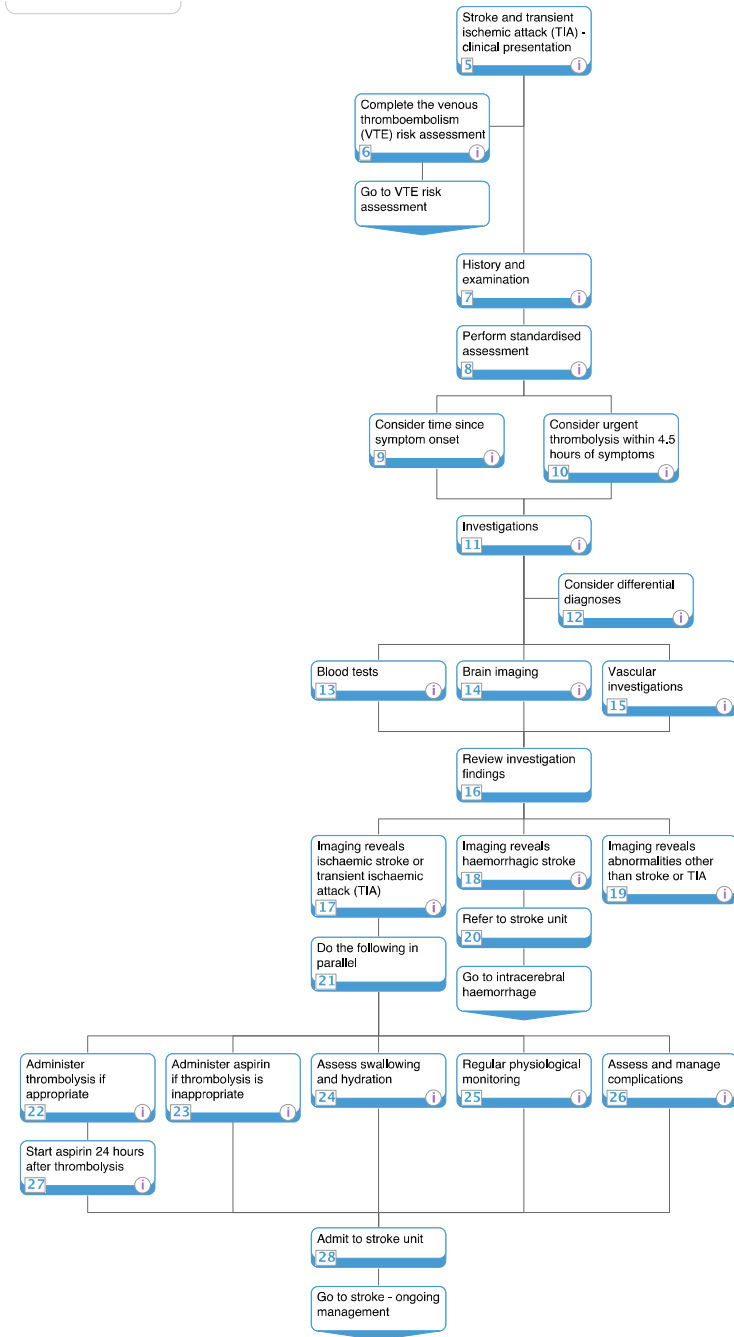 Stroke and transient
ischemic attack (TIA) -
clinical presentation
5 i
Complete the venous
thromboembolism
(VTE) risk assessment
6 i
Go to VTE risk
assessment
History and
examination
7 i
Perform standardised
assessment
8 i
Consider time since
symptom onset
9 i
Consider urgent
thrombolysis within 4.5
hours of symptoms
10 i
Investigations
11 i
Consider differential
diagnoses
12 i
Blood tests
13 i
Brain imaging
14 i
Vascular
investigations
15 i
Review investigation
findings
16
Imaging reveals
ischaemic stroke or
transient ischaemic
attack (TIA)
17 i
Imaging reveals
haemorrhagic stroke
18 i
Imaging reveals
abnormalities other
than stroke or TIA
19 i
Refer to stroke unit
20
Do the following in
parallel
21
Go to intracerebral
haemorrhage
Administer
thrombolysis if
appropriate
22 i
Administer aspirin
if thrombolysis is
inappropriate
23 i
Assess swallowing
and hydration
24 i
Regular physiological
monitoring
25 i
Assess and manage
complications
26 i
Start aspirin 24 hours
after thrombolysis
27 i
Admit to stroke unit
28
Go to stroke - ongoing
management